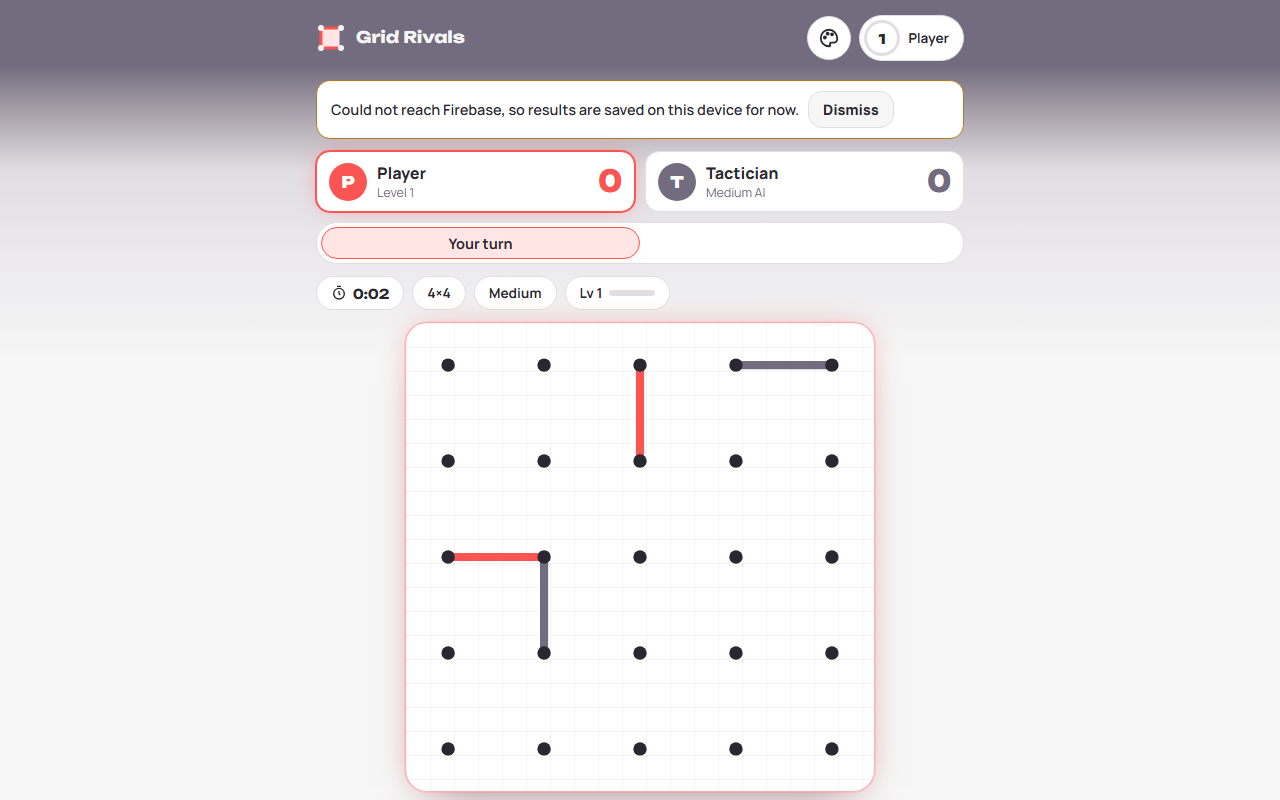 Grid Rivals
1 Player
Could not reach Firebase, so results are saved on this device for now. Dismiss
P Player 0
Level 1
T Tactician 0
Medium AI
Your turn
0:02 4×4 Medium Lv 1